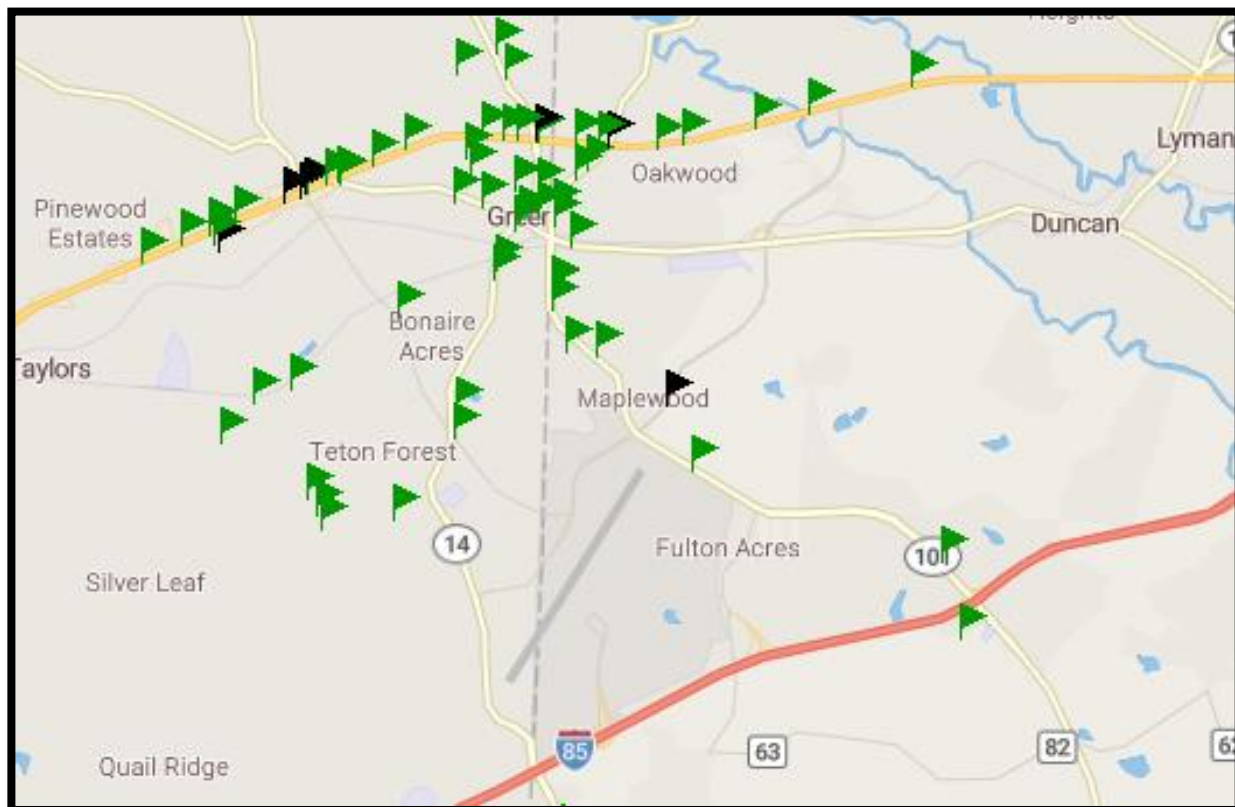 Lyman
Oakwood
Pinewood
Estates
Greer
Duncan
Bonaire
Acres
Taylors
Maplewood
Teton Forest
14
Fulton Acres
101
Silver Leaf
85
63
82
Quail Ridge